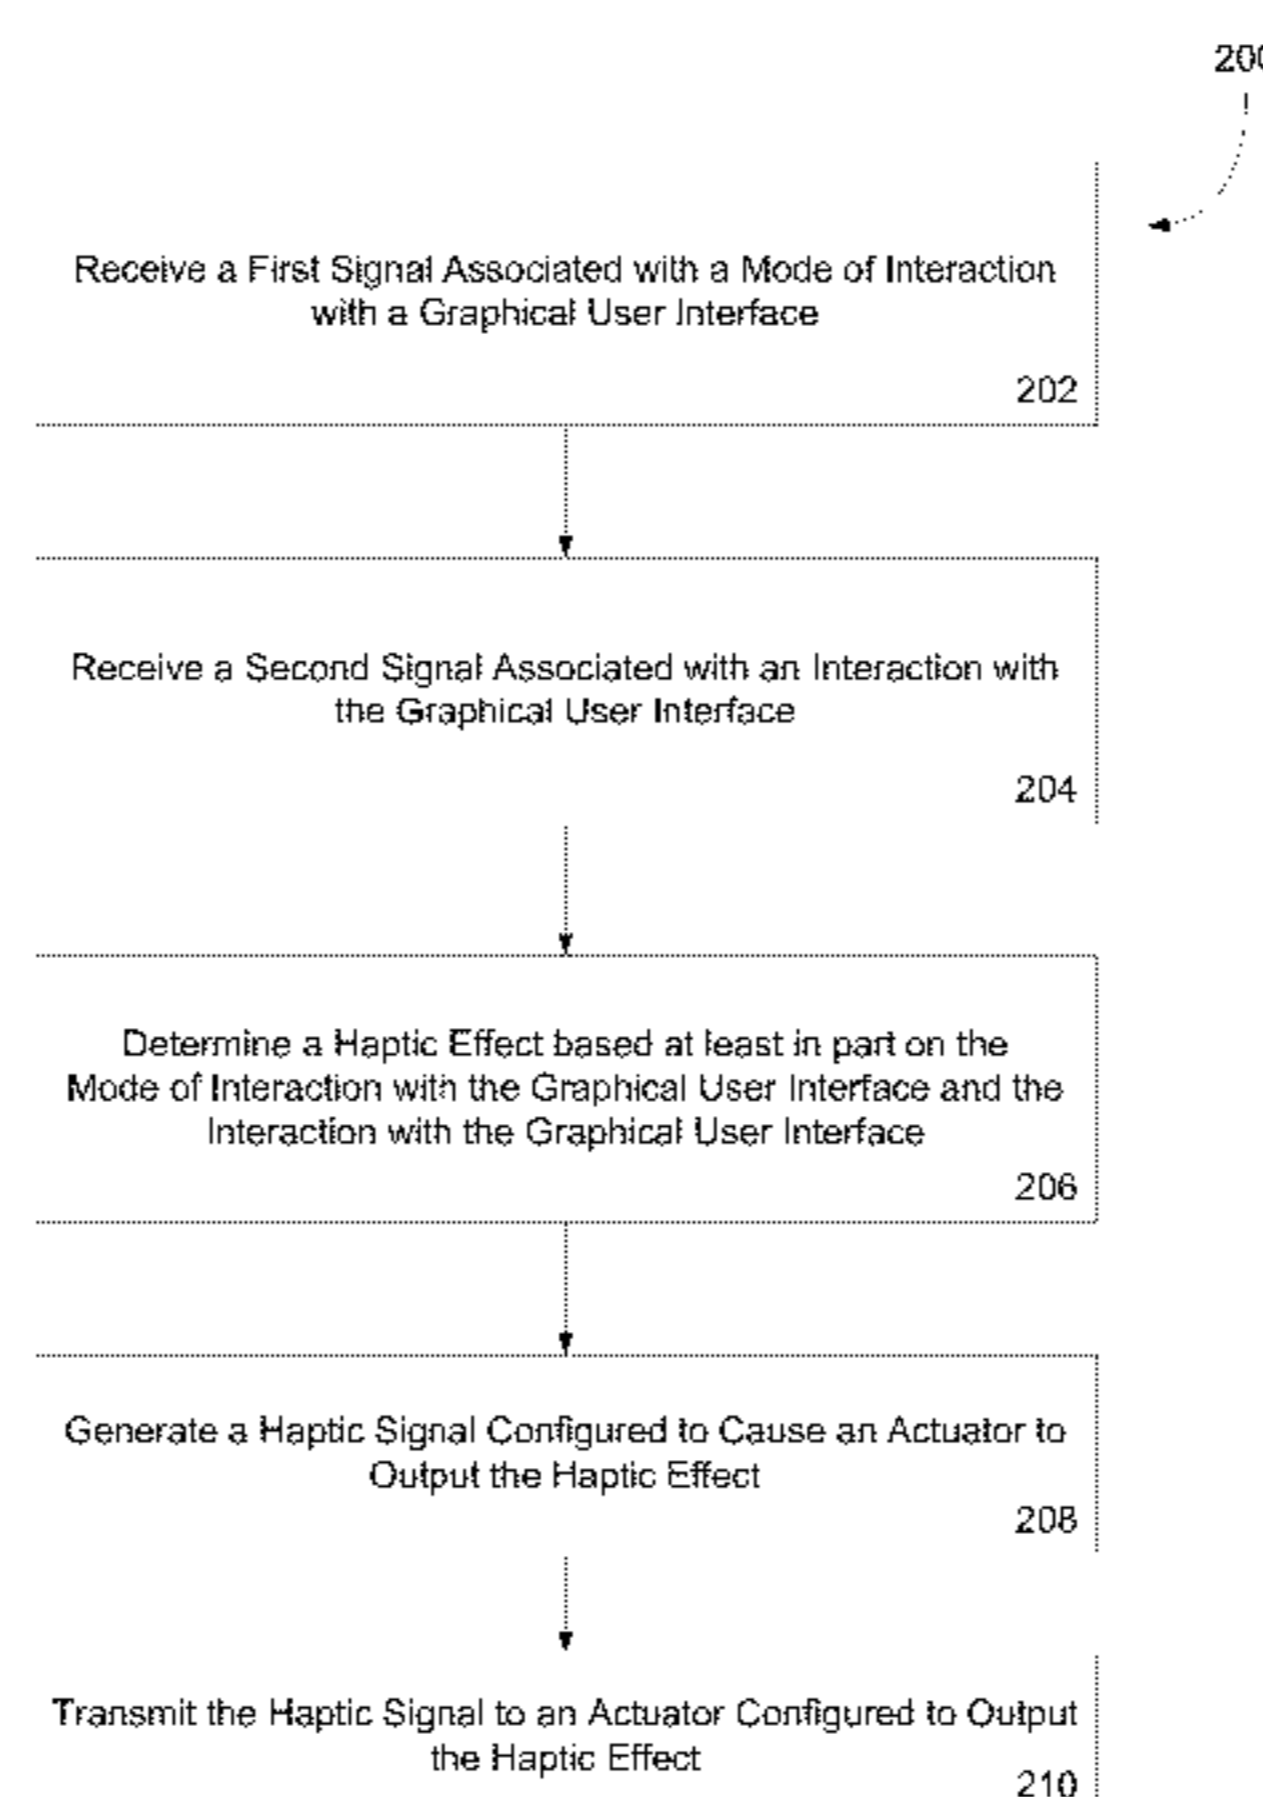 200
Receive a First Signal Associated with a Mode of Interaction
with a Graphical User Interface
202
Receive a Second Signal Associated with an Interaction with
the Graphical User Interface
204
Determine a Haptic Effect based at least in part on the
Mode of Interaction with the Graphical User Interface and the
Interaction with the Graphical User Interface
206
Generate a Haptic Signal Configured to Cause an Actuator to
Output the Haptic Effect
208
Transmit the Haptic Signal to an Actuator Configured to Output
the Haptic Effect
210